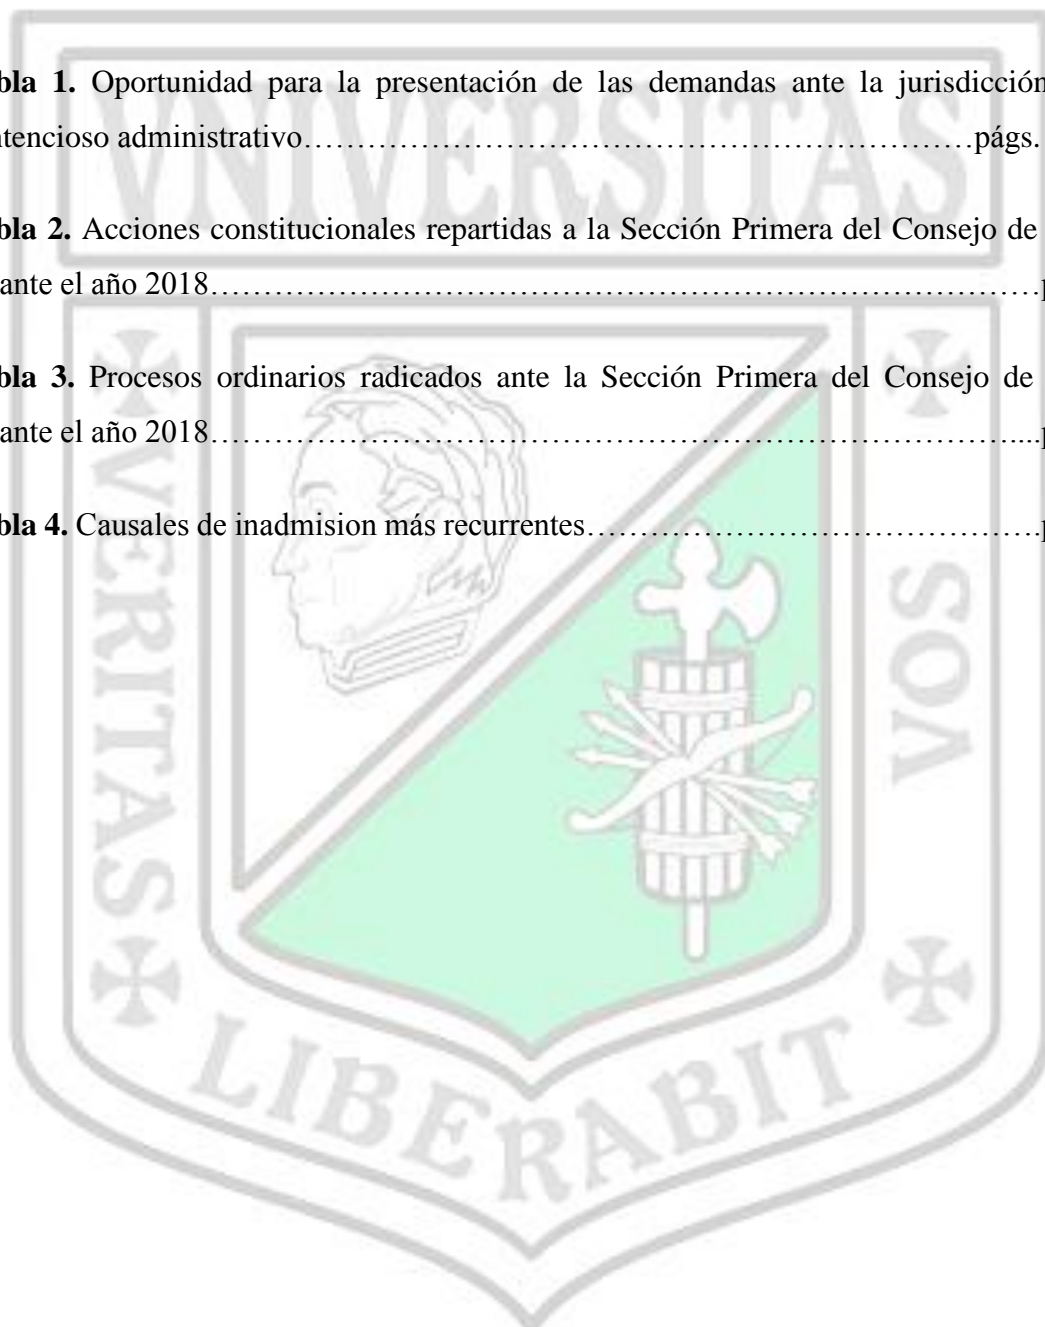 bla 1. Oportunidad para la presentación de las demandas ante la jurisdicción
ntencioso administrativo……………………………………………………págs.
bla 2. Acciones constitucionales repartidas a la Sección Primera del Consejo de
ante el año 2018…………………………………………………………………….p
bla 3. Procesos ordinarios radicados ante la Sección Primera del Consejo de
ante el año 2018…………………………………………………………………....p
bla 4. Causales de inadmision más recurrentes…………………………………….p
VNIVERSITAS
VERITAS
VOS
LIBERABIT